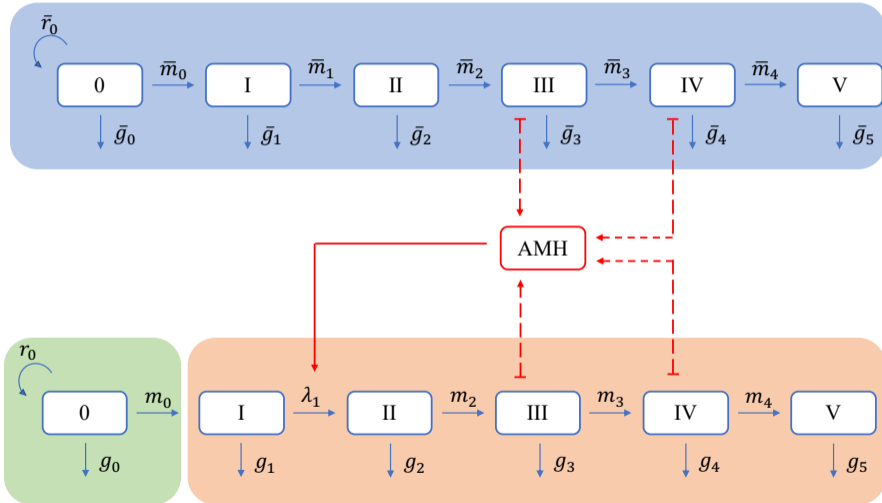 r̄₀
0 m̄₀ I m̄₁ II m̄₂ III m̄₃ IV m̄₄ V
ḡ₀ ḡ₁ ḡ₂ ḡ₃ ḡ₄ ḡ₅
AMH
r₀
0 m₀ I λ₁ II m₂ III m₃ IV m₄ V
g₀ g₁ g₂ g₃ g₄ g₅